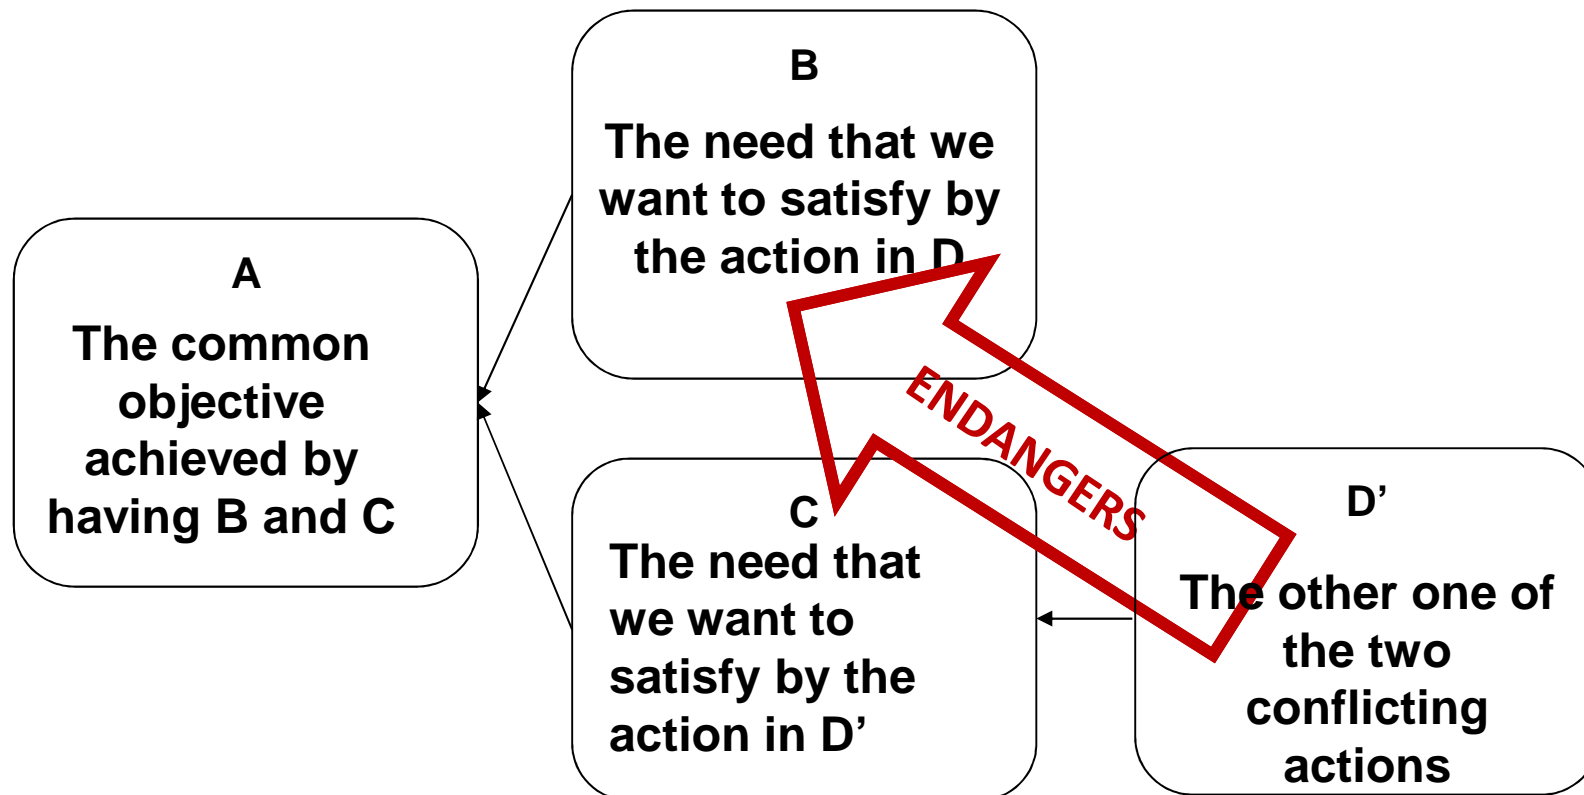 A
The common
objective
achieved by
having B and C
B
The need that we
want to satisfy by
the action in D
C
The need that
we want to
satisfy by the
action in D’
ENDANGERS
D’
The other one of
the two
conflicting
actions